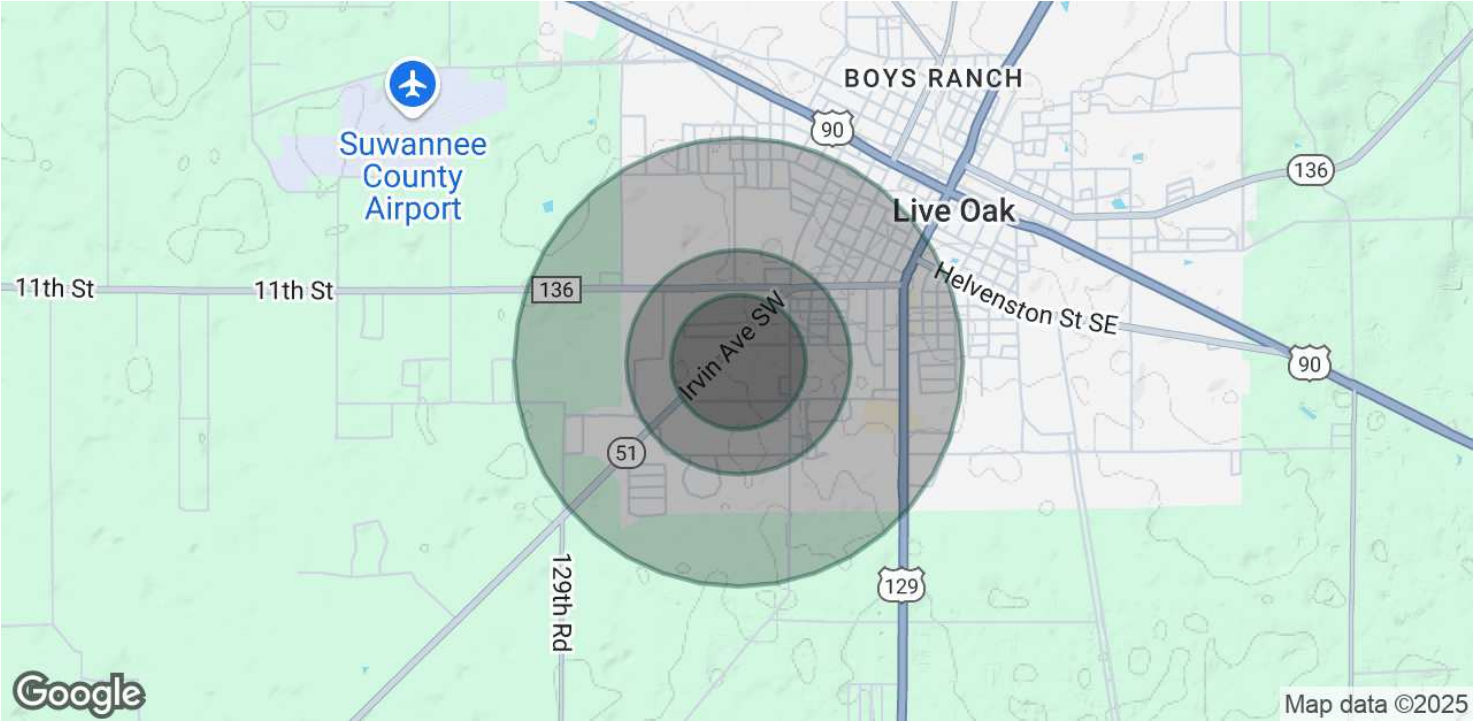 BOYS RANCH
90
Suwannee
County
Airport
136
Live Oak
11th St
11th St
136
Helvenston St SE
Irvin Ave SW
90
51
129th Rd
129
Google
Map data ©2025